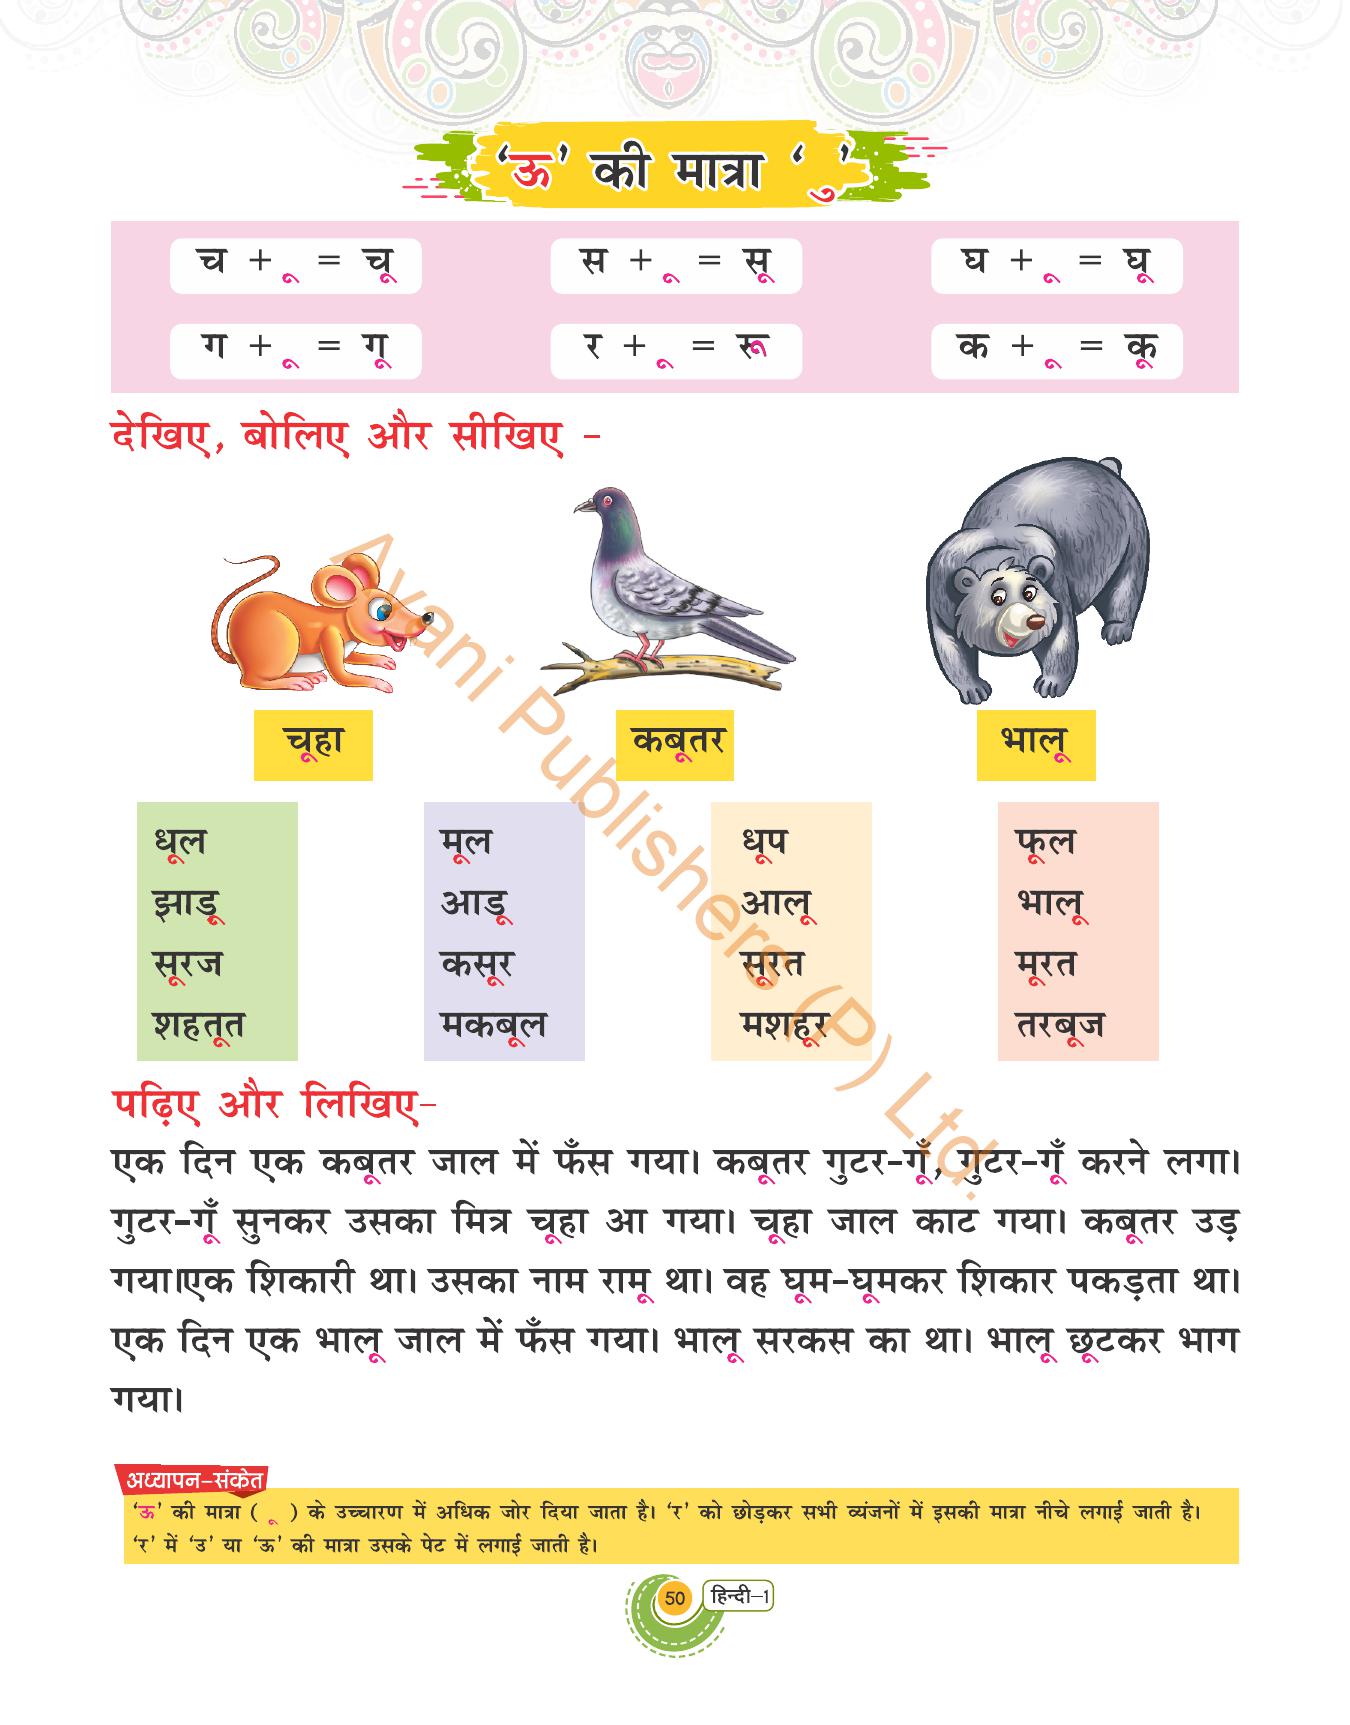 ‘ऊ’ की मात्रा ‘ ु’
च + ू = चू
स + ू = सू
घ + ू = घू
ग + ू = गू
र + ू = रू
क + ू = कू
देखिए, बोलिए और सीखिए -
चूहा
कबूतर
भालू
धूल
झाडू
सूरज
शहतूत
मूल
आडू
कसूर
मकबूल
धूप
आलू
सूरत
मशहूर
फूल
भालू
मूरत
तरबूज
पढ़िए और लिखिए-
एक दिन एक कबूतर जाल में फँस गया। कबूतर गुटर-गूँ, गुटर-गूँ करने लगा।
गुटर-गूँ सुनकर उसका मित्र चूहा आ गया। चूहा जाल काट गया। कबूतर उड़
गया।एक शिकारी था। उसका नाम रामू था। वह घूम-घूमकर शिकार पकड़ता था।
एक दिन एक भालू जाल में फँस गया। भालू सरकस का था। भालू छूटकर भाग
गया।
अध्यापन-संकेत
‘ऊ’ की मात्रा ( ू ) के उच्चारण में अधिक जोर दिया जाता है। ‘र’ को छोड़कर सभी व्यंजनों में इसकी मात्रा नीचे लगाई जाती है।
‘र’ में ‘उ’ या ‘ऊ’ की मात्रा उसके पेट में लगाई जाती है।
50
हिन्दी-1
Avani Publishers (P) Ltd.